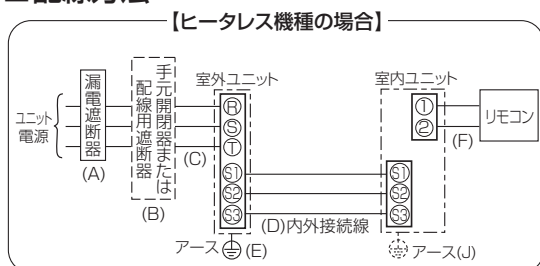 ■配線方法
【ヒータレス機種の場合】
ユニット
電源
漏電遮断器
(A)
手元開閉器または
配線用遮断器
(B)
(C)
室外ユニット
R
S
T
S1
S2
S3
アース
(E)
(D)内外接続線
室内ユニット
①
②
S1
S2
S3
アース(J)
(F)
リモコン